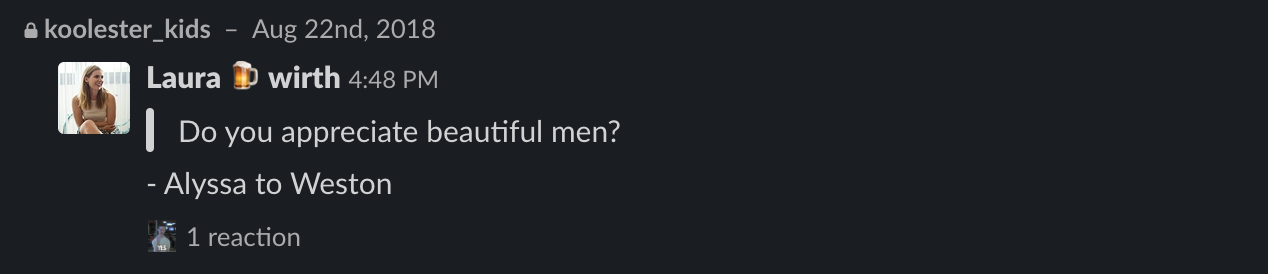 koolester_kids – Aug 22nd, 2018
Laura 🍺 wirth 4:48 PM
Do you appreciate beautiful men?
- Alyssa to Weston
1 reaction